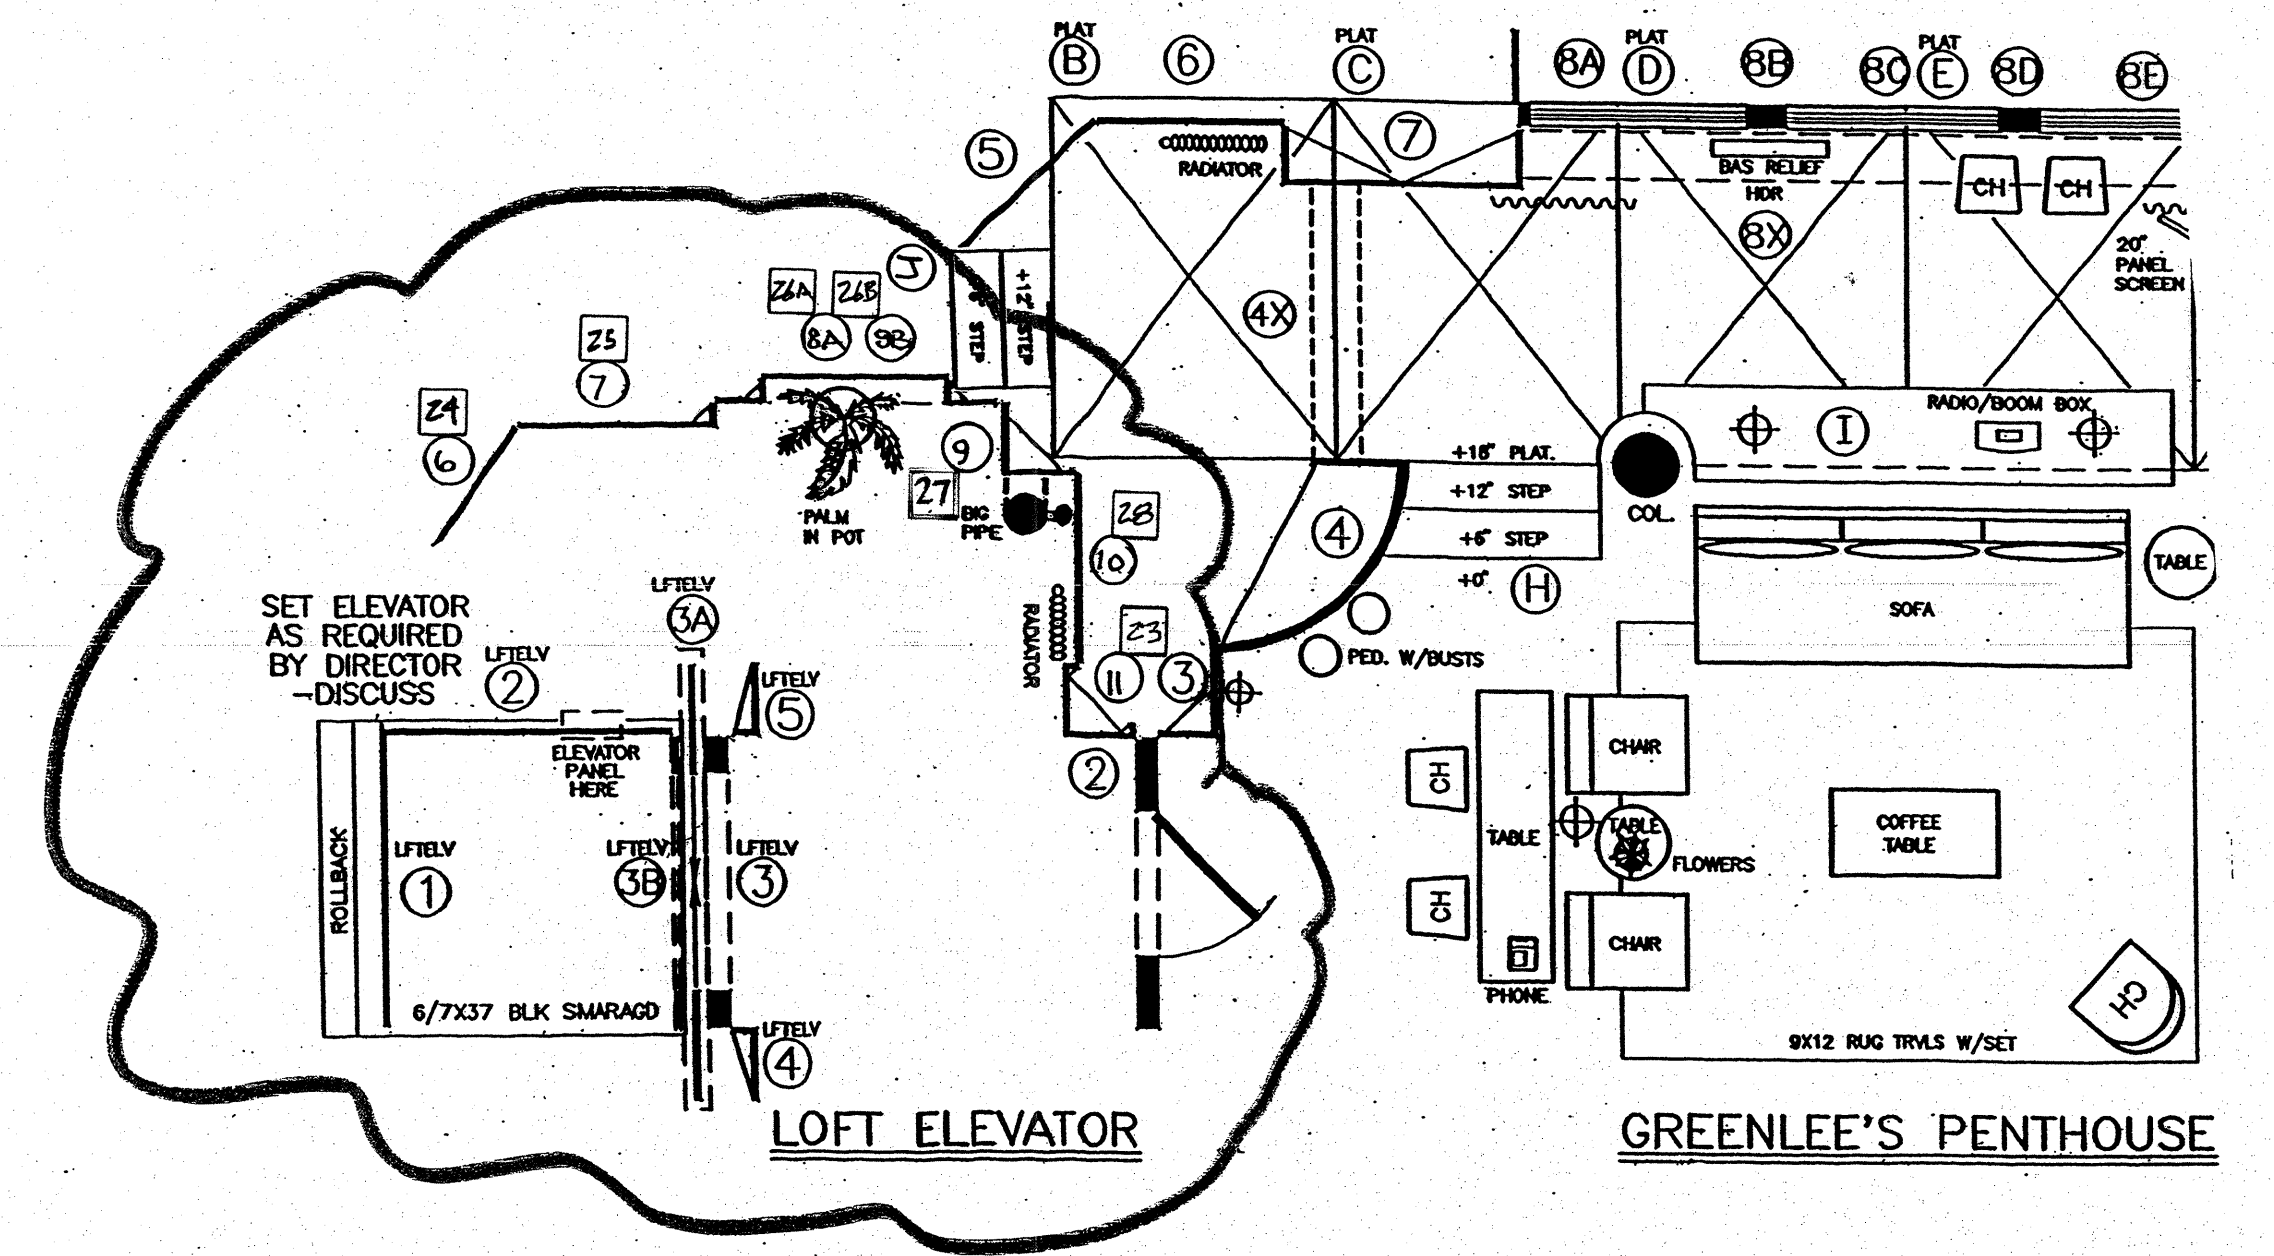 PLAT
B
6
PLAT
C
8A
PLAT
D
8B
8C
PLAT
E
8D
8E
5
RADIATOR
7
BAS RELIEF
HDR
8X
CH
CH
20"
PANEL
SCREEN
J
26A
26B
8A
STEP
+12" STEP
4X
25
7
24
6
9
27
PALM
IN POT
BIG
PIPE
28
10
RADIATOR
23
11
3
2
+18" PLAT.
+12" STEP
+6" STEP
+0"
H
4
PED. W/BUSTS
COL.
I
RADIO/BOOM BOX
SOFA
TABLE
SET ELEVATOR
AS REQUIRED
BY DIRECTOR
-DISCUSS
LFTELV
2
LFTELV
3A
LFTELV
5
ELEVATOR
PANEL
HERE
ROLLBACK
LFTELV
1
LFTELV
3B
LFTELV
3
6/7X37 BLK SMARAGD
LFTELV
4
LOFT ELEVATOR
CH
CH
TABLE
PHONE
CHAIR
TABLE
FLOWERS
CHAIR
COFFEE
TABLE
CH
9X12 RUG TRVLS W/SET
GREENLEE'S PENTHOUSE